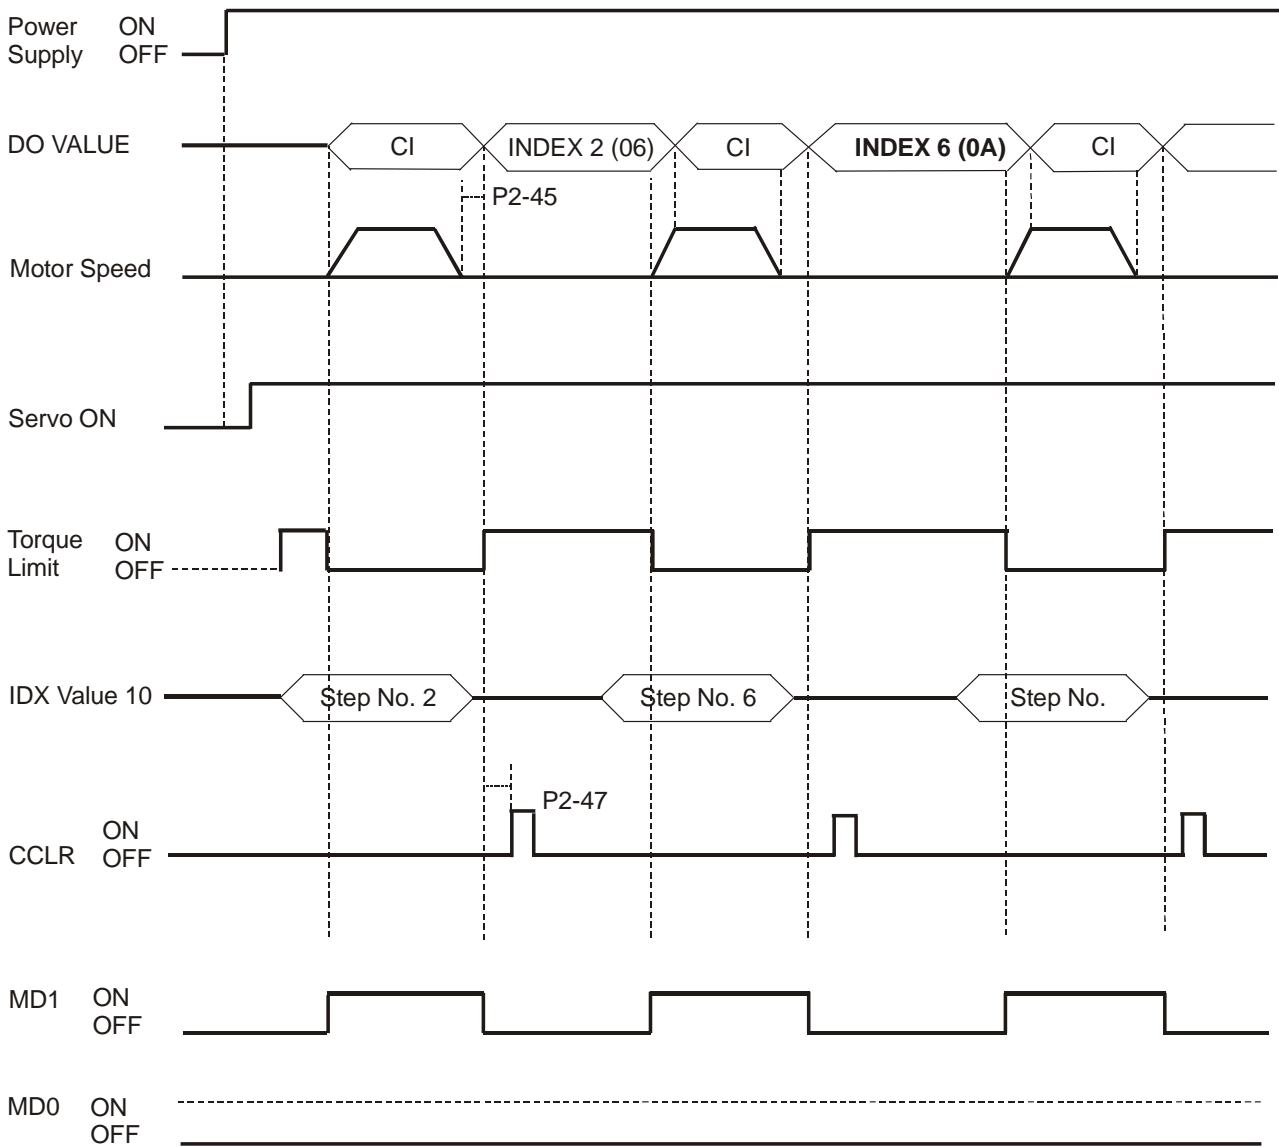 Power ON
Supply OFF
DO VALUE
CI
INDEX 2 (06)
CI
INDEX 6 (0A)
CI
P2-45
Motor Speed
Servo ON
Torque ON
Limit OFF
IDX Value 10
Step No. 2
Step No. 6
Step No.
P2-47
ON
CCLR OFF
MD1 ON
OFF
MD0 ON
OFF